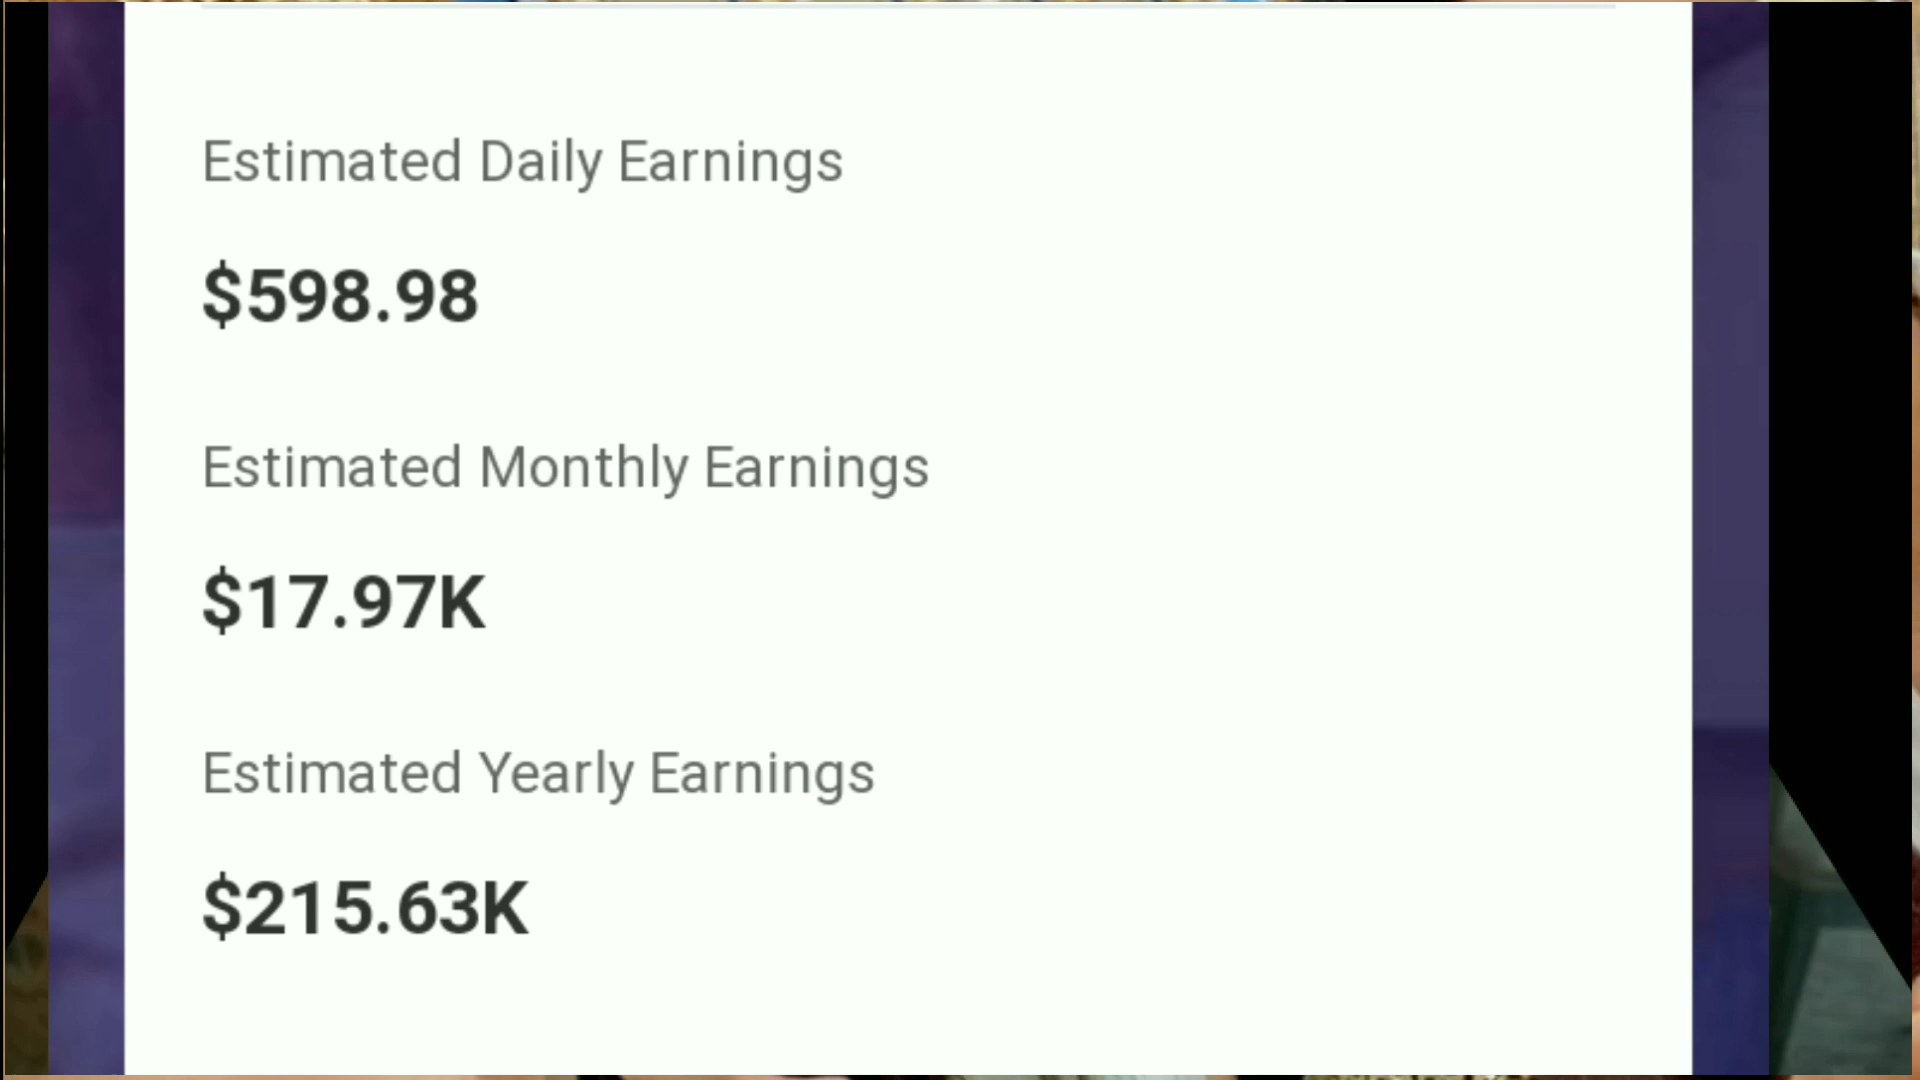 Estimated Daily Earnings
$598.98
Estimated Monthly Earnings
$17.97K
Estimated Yearly Earnings
$215.63K